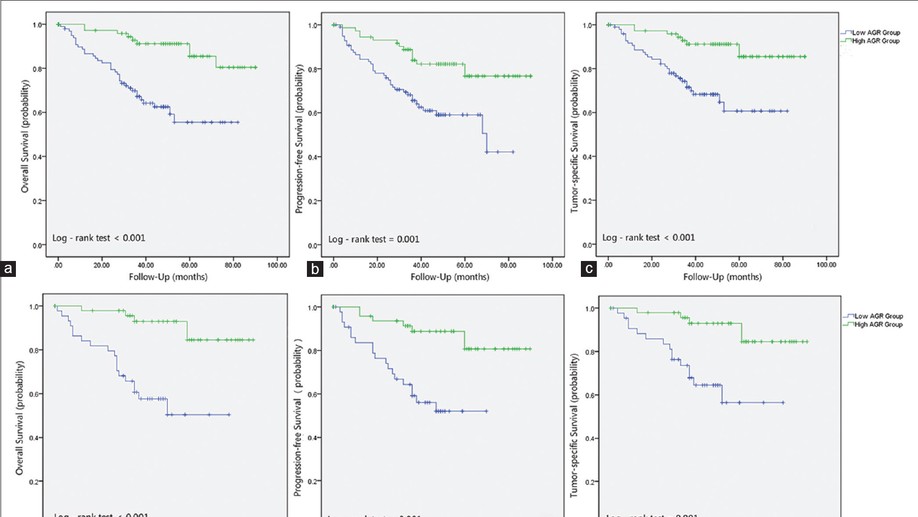 Low AGR Group
High AGR Group
Overall Survival (probability)
1.0
0.8
0.6
0.4
0.2
0.0
Log - rank test < 0.001
.00 20.00 40.00 60.00 80.00 100.00
Follow-Up (months)
a
Progression-free Survival (probability)
1.0
0.8
0.6
0.4
0.2
0.0
Log - rank test = 0.001
.00 20.00 40.00 60.00 80.00 100.00
Follow-Up (months)
b
Tumor-specific Survival (probability)
1.0
0.8
0.6
0.4
0.2
0.0
Log - rank test < 0.001
.00 20.00 40.00 60.00 80.00 100.00
Follow-Up (months)
c
Low AGR Group
High AGR Group
Overall Survival (probability)
1.0
0.8
0.6
0.4
0.2
Log - rank test < 0.001
Progression-free Survival ( probability )
1.0
0.8
0.6
0.4
0.2
Tumor-specific Survival (probability)
1.0
0.8
0.6
0.4
0.2